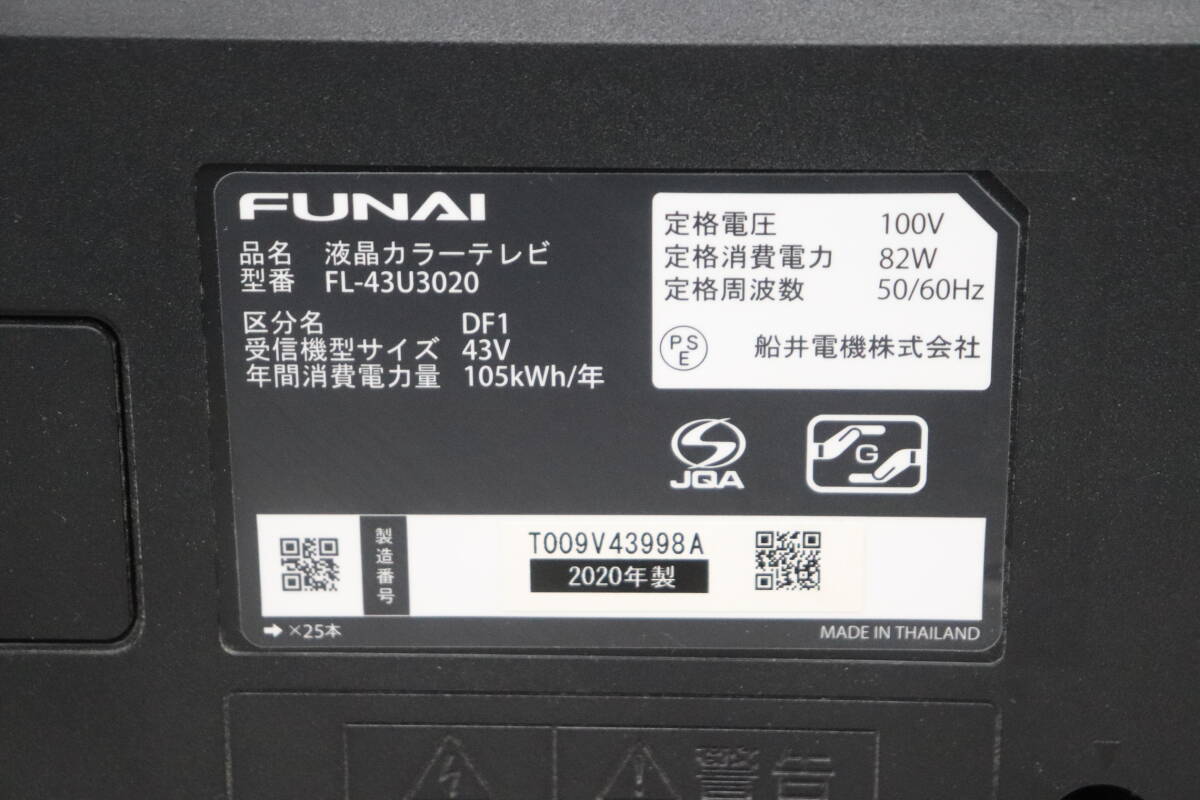 FUNAI
品名 液晶カラーテレビ
型番 FL-43U3020
区分名 DF1
受信機型サイズ 43V
年間消費電力量 105kWh/年
定格電圧 100V
定格消費電力 82W
定格周波数 50/60Hz
PSE 船井電機株式会社
JQA
G
製造番号
T009V43998A
2020年製
➡×25本
MADE IN THAILAND
警告